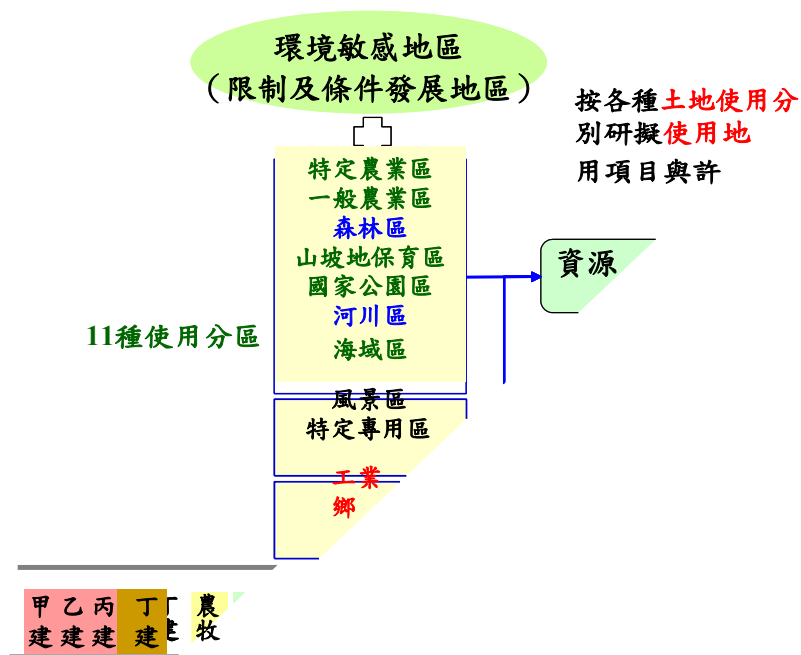 環境敏感地區
（限制及條件發展地區）
按各種土地使用分
別研擬使用地
用項目與許
特定農業區
一般農業區
森林區
山坡地保育區
國家公園區
河川區
海域區
資源
11種使用分區
風景區
特定專用區
工業
鄉
甲建
乙建
丙建
丁建
農牧